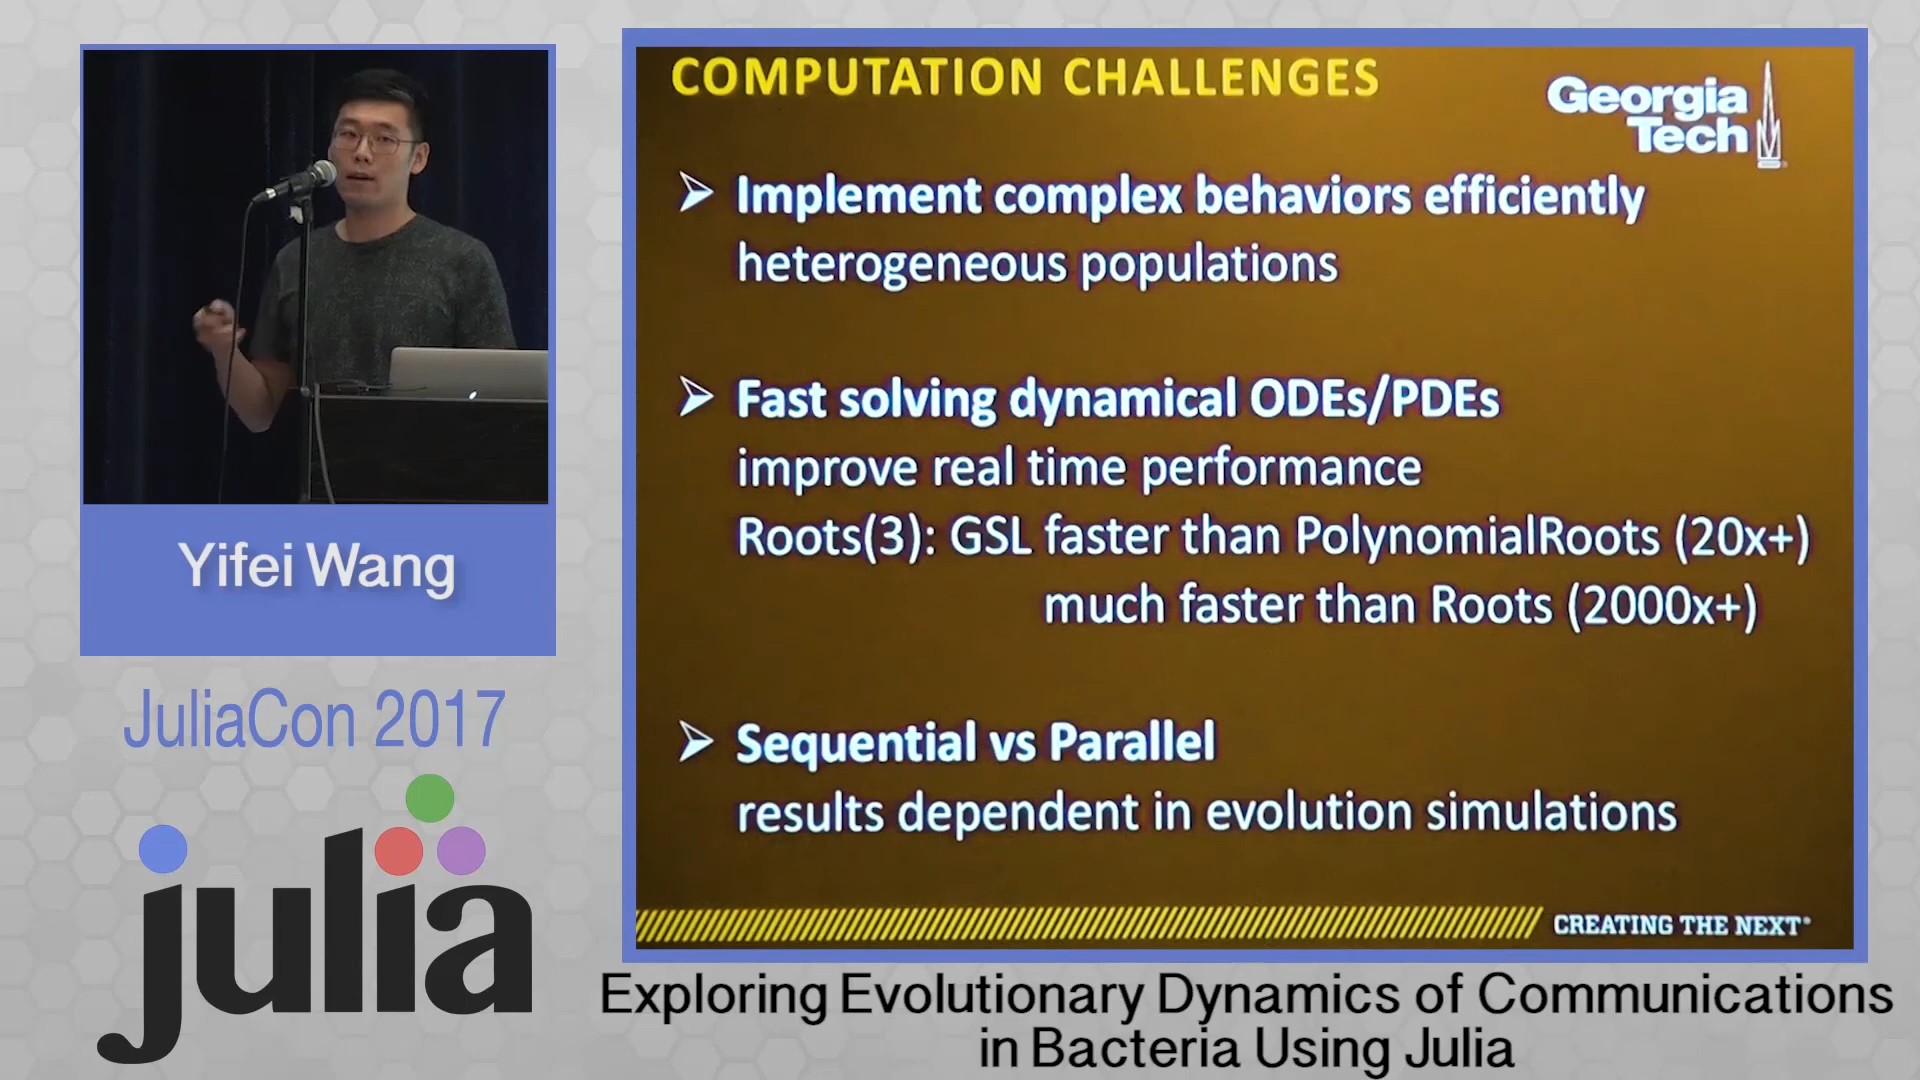 COMPUTATION CHALLENGES
Georgia
Tech
Implement complex behaviors efficiently
heterogeneous populations
Fast solving dynamical ODEs/PDEs
improve real time performance
Roots(3): GSL faster than PolynomialRoots (20x+)
much faster than Roots (2000x+)
Sequential vs Parallel
results dependent in evolution simulations
CREATING THE NEXT®
Yifei Wang
JuliaCon 2017
julia
Exploring Evolutionary Dynamics of Communications
in Bacteria Using Julia